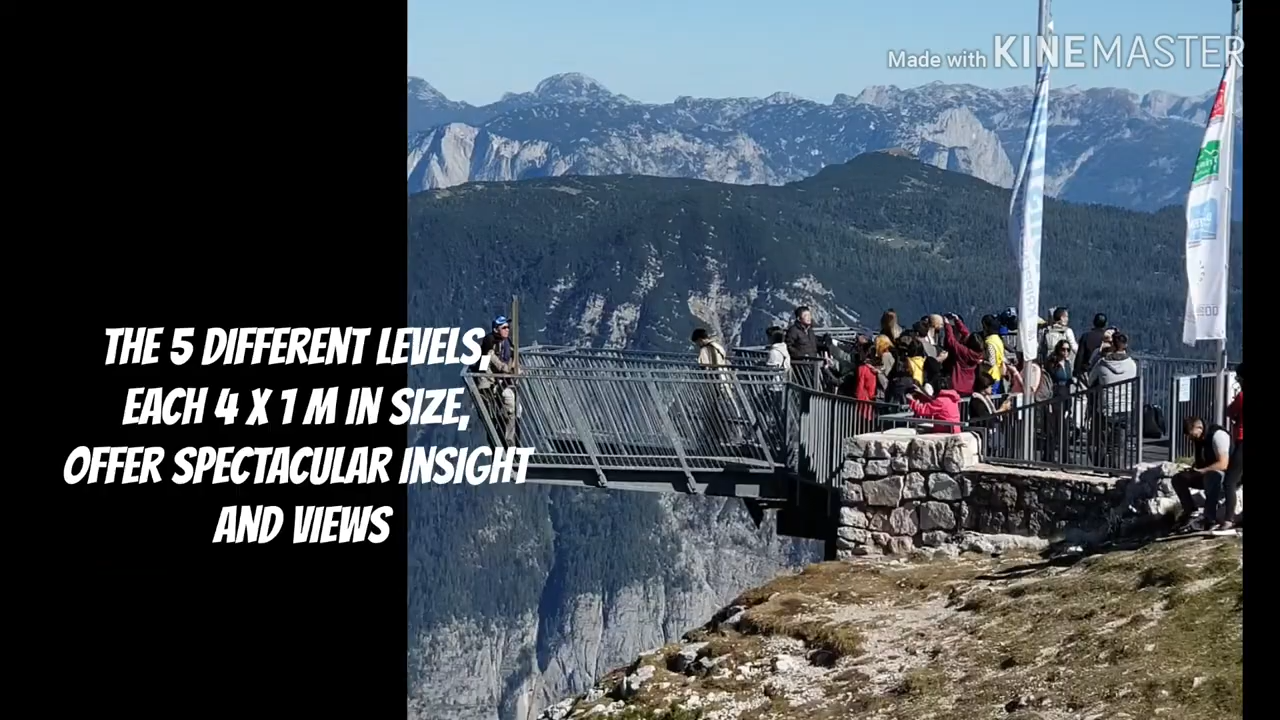 Made with KINEMASTER
THE 5 DIFFERENT LEVELS,
EACH 4 X 1 M IN SIZE,
OFFER SPECTACULAR INSIGHT
AND VIEWS